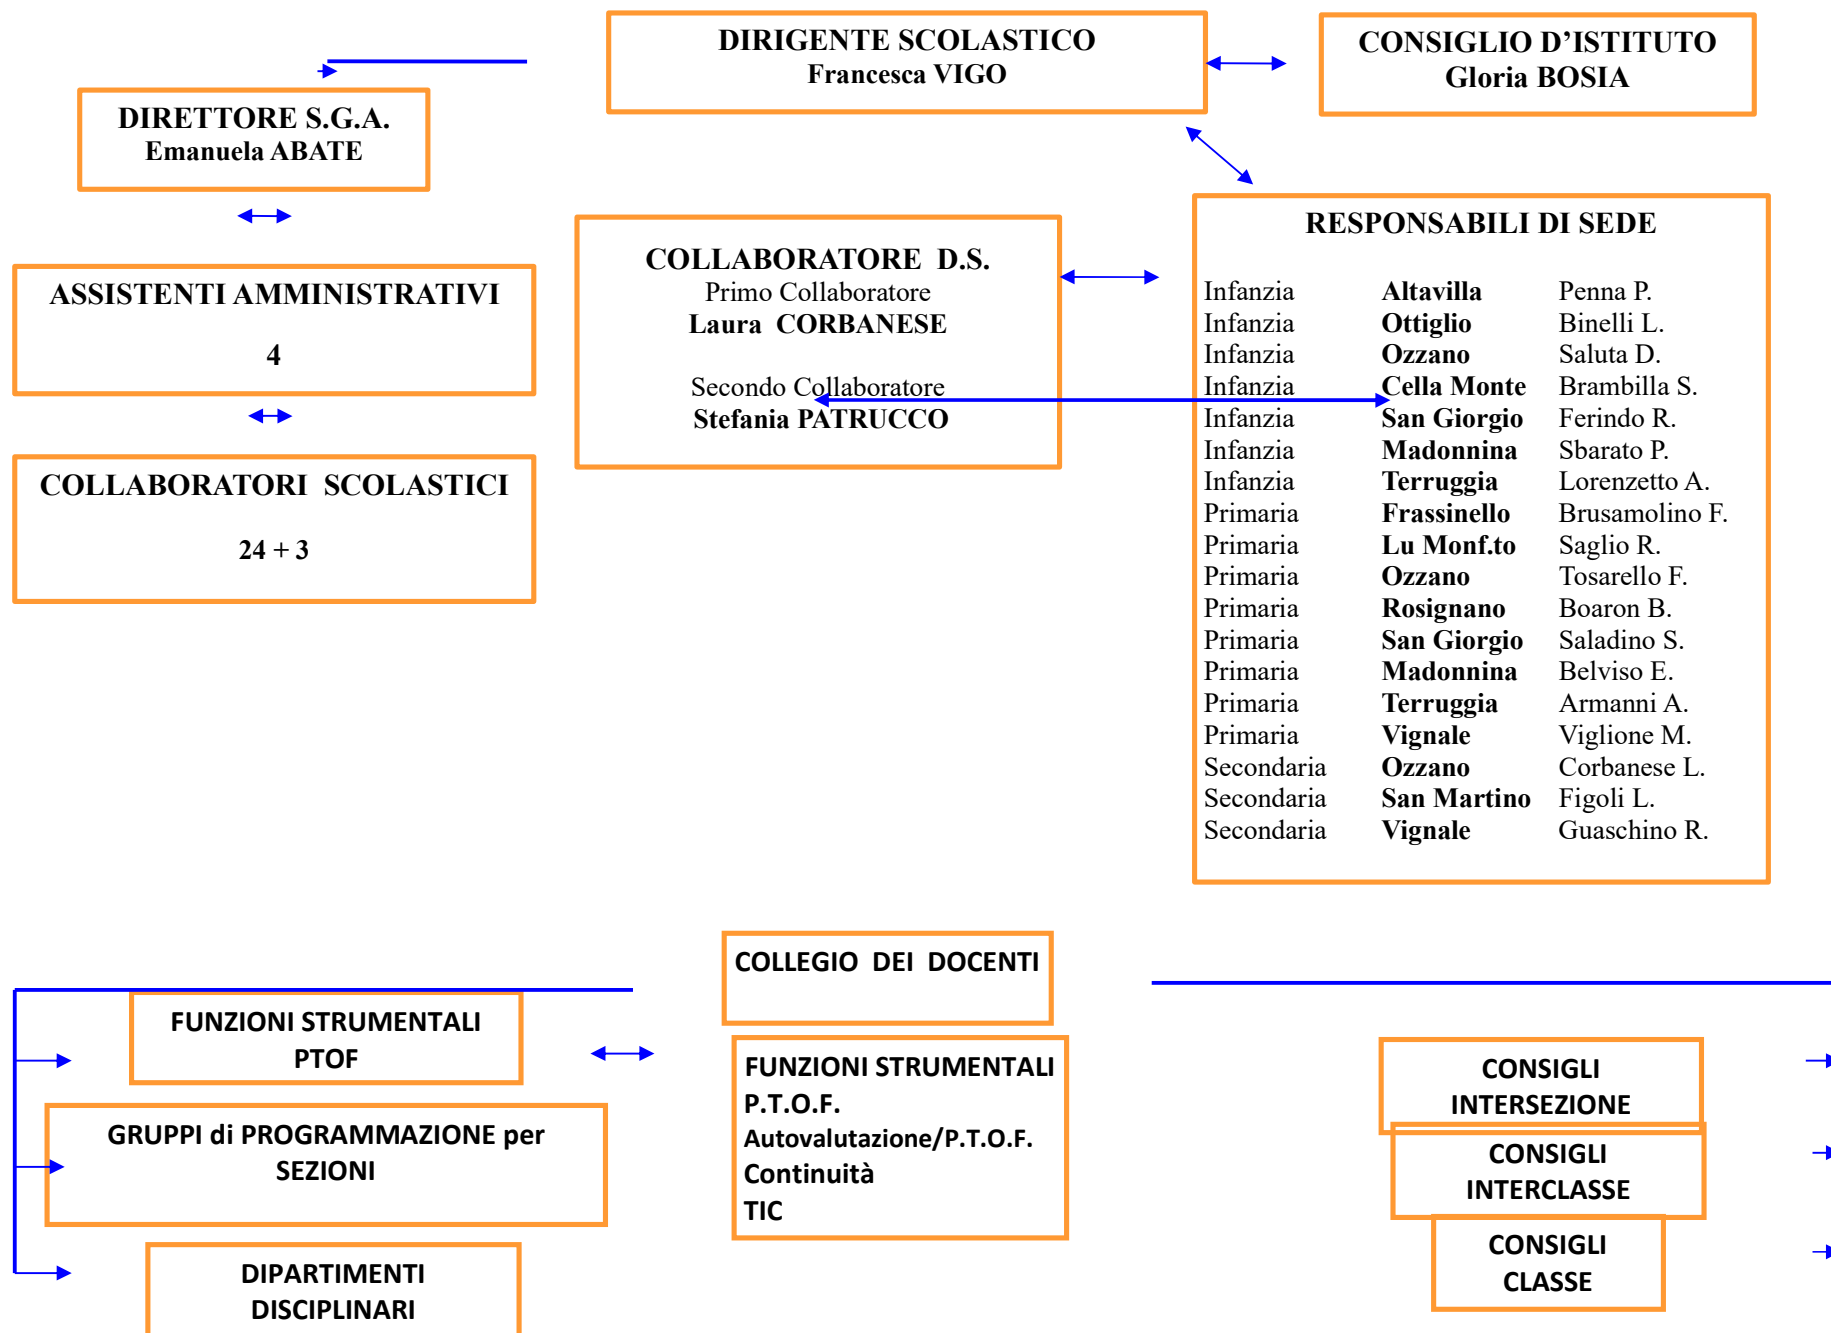 DIRIGENTE SCOLASTICO
Francesca VIGO
CONSIGLIO D'ISTITUTO
Gloria BOSIA
DIRETTORE S.G.A.
Emanuela ABATE
ASSISTENTI AMMINISTRATIVI
4
COLLABORATORI SCOLASTICI
24 + 3
COLLABORATORE D.S.
Primo Collaboratore
Laura CORBANESE
Secondo Collaboratore
Stefania PATRUCCO
RESPONSABILI DI SEDE
Infanzia Altavilla Penna P.
Infanzia Ottiglio Binelli L.
Infanzia Ozzano Saluta D.
Infanzia Cella Monte Brambilla S.
Infanzia San Giorgio Ferindo R.
Infanzia Madonnina Sbarato P.
Infanzia Terruggia Lorenzetto A.
Primaria Frassinello Brusamolino F.
Primaria Lu Monf.to Saglio R.
Primaria Ozzano Tosarello F.
Primaria Rosignano Boaron B.
Primaria San Giorgio Saladino S.
Primaria Madonnina Belviso E.
Primaria Terruggia Armanni A.
Primaria Vignale Viglione M.
Secondaria Ozzano Corbanese L.
Secondaria San Martino Figoli L.
Secondaria Vignale Guaschino R.
COLLEGIO DEI DOCENTI
FUNZIONI STRUMENTALI
PTOF
GRUPPI di PROGRAMMAZIONE per
SEZIONI
DIPARTIMENTI
DISCIPLINARI
FUNZIONI STRUMENTALI
P.T.O.F.
Autovalutazione/P.T.O.F.
Continuità
TIC
CONSIGLI
INTERSEZIONE
CONSIGLI
INTERCLASSE
CONSIGLI
CLASSE